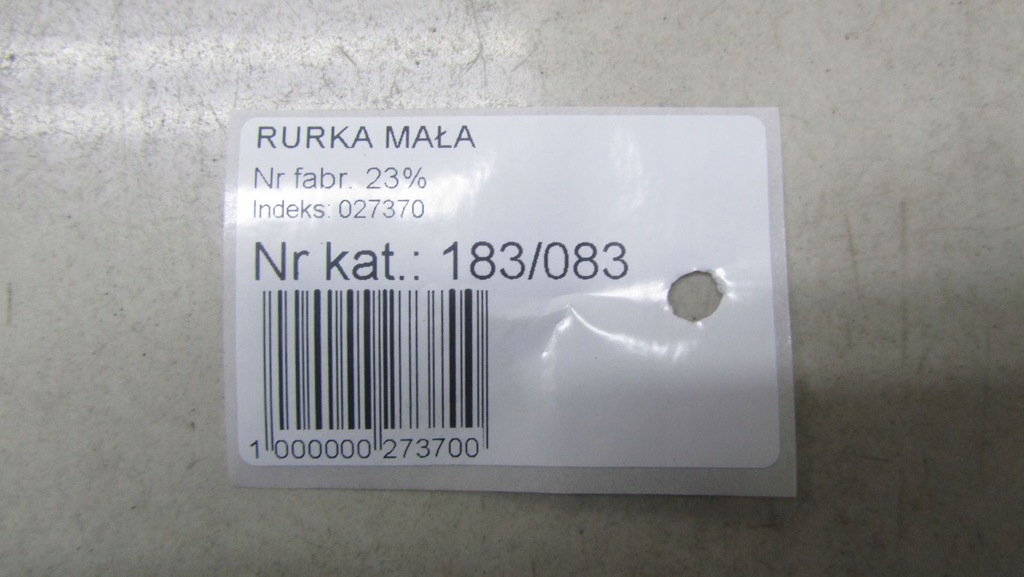 RURKA MAŁA
Nr fabr. 23%
Indeks: 027370
Nr kat.: 183/083
1 000000 273700